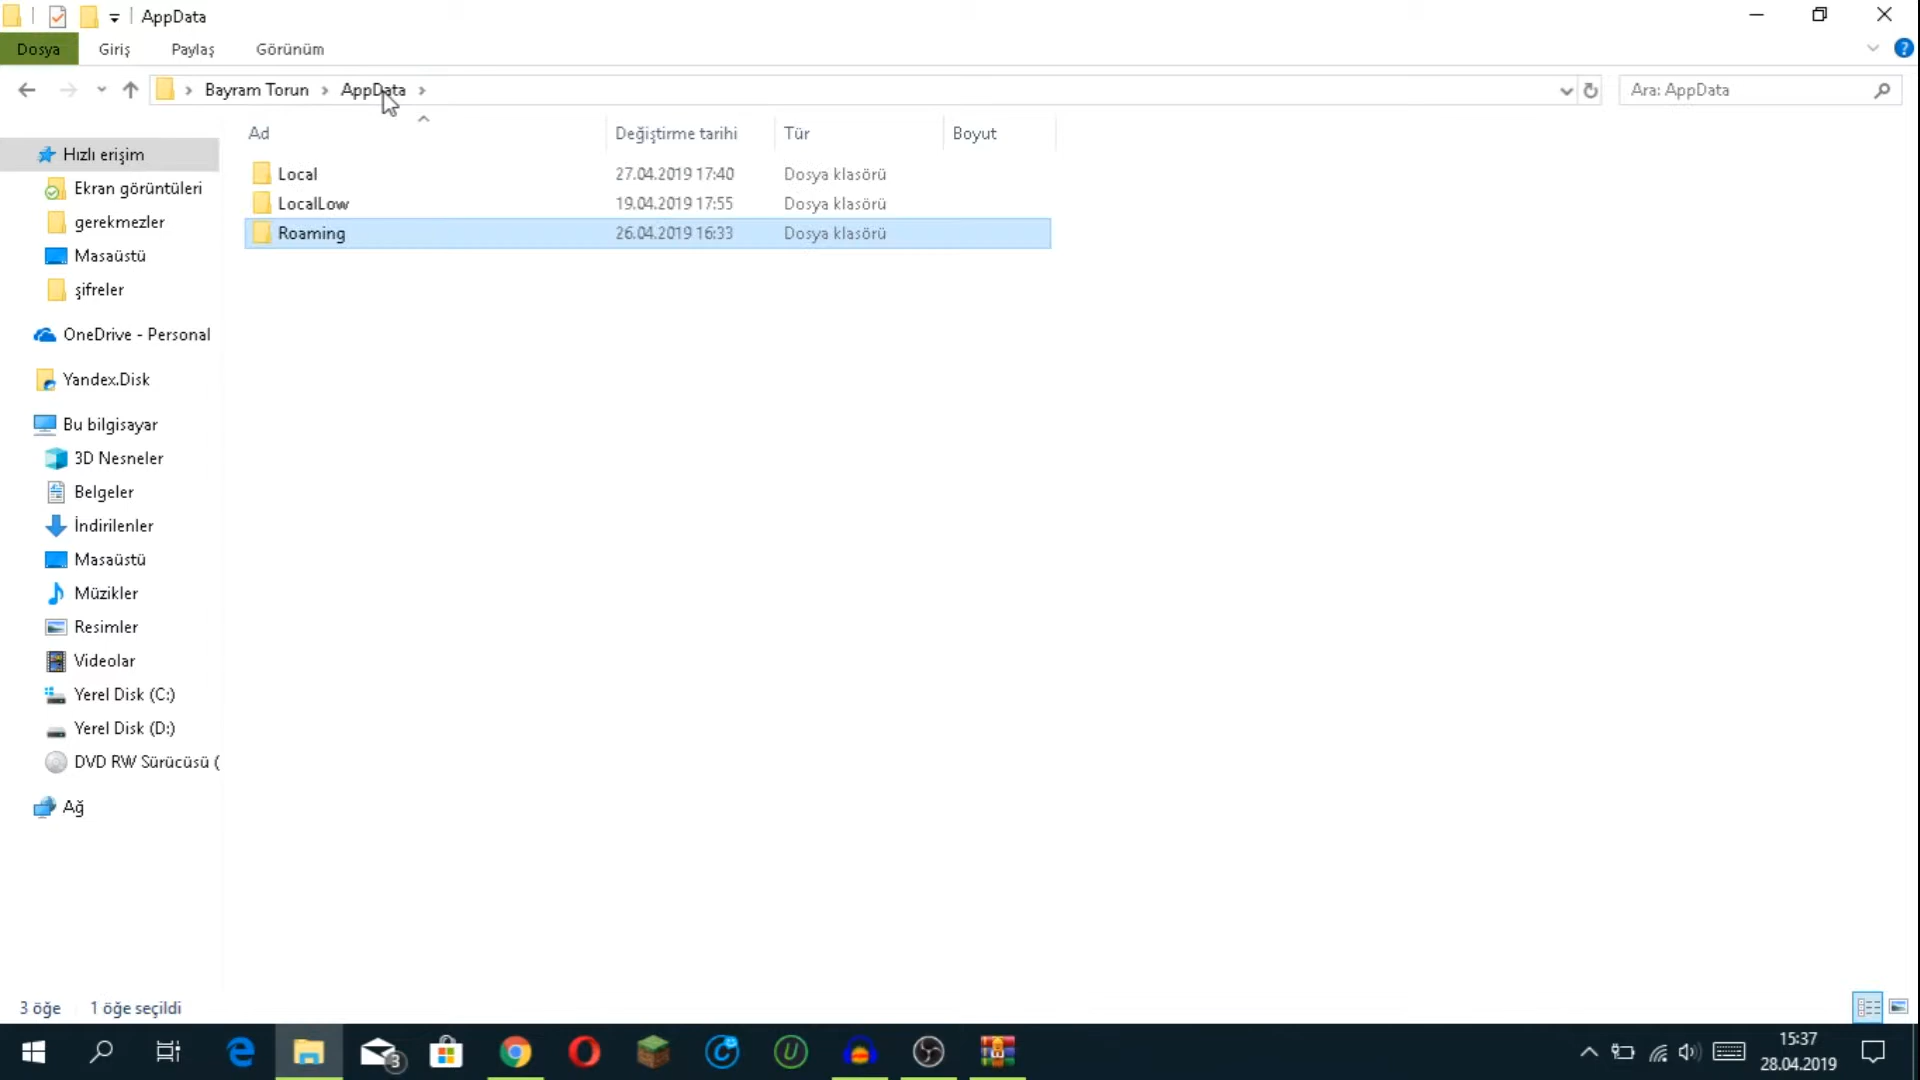 AppData
Dosya Giriş Paylaş Görünüm
Bayram Torun AppData
Ara: AppData
Ad Değiştirme tarihi Tür Boyut
Local 27.04.2019 17:40 Dosya klasörü
LocalLow 19.04.2019 17:55 Dosya klasörü
Roaming 26.04.2019 16:33 Dosya klasörü
Hızlı erişim
Ekran görüntüleri
gerekmezler
Masaüstü
şifreler
OneDrive - Personal
Yandex.Disk
Bu bilgisayar
3D Nesneler
Belgeler
İndirilenler
Masaüstü
Müzikler
Resimler
Videolar
Yerel Disk (C:)
Yerel Disk (D:)
DVD RW Sürücüsü (
Ağ
3 öğe 1 öğe seçildi
3
15:37
28.04.2019